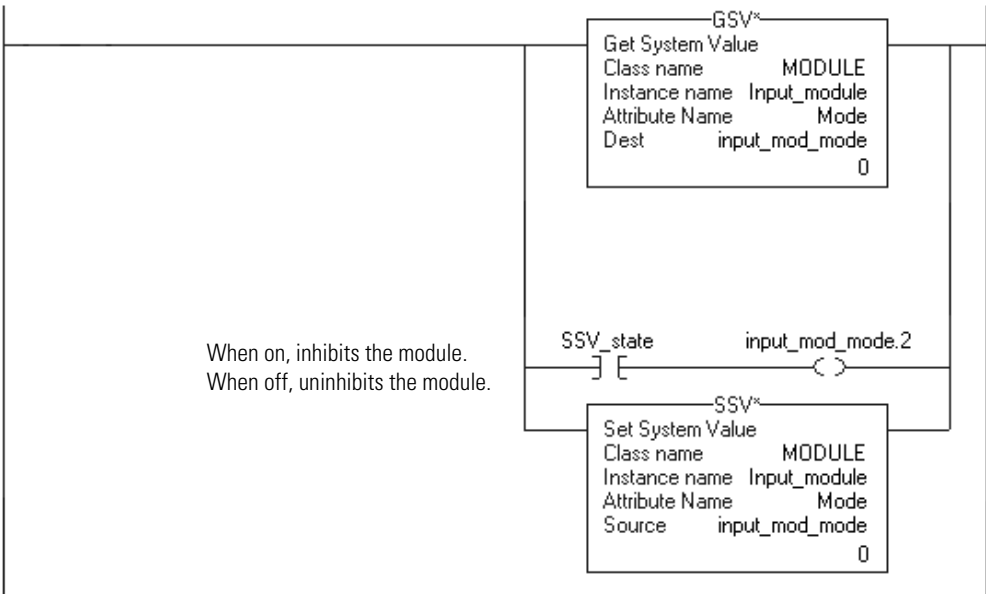 GSV*
Get System Value
Class name MODULE
Instance name Input_module
Attribute Name Mode
Dest input_mod_mode
0
SSV_state input_mod_mode.2
When on, inhibits the module.
When off, uninhibits the module.
SSV*
Set System Value
Class name MODULE
Instance name Input_module
Attribute Name Mode
Source input_mod_mode
0